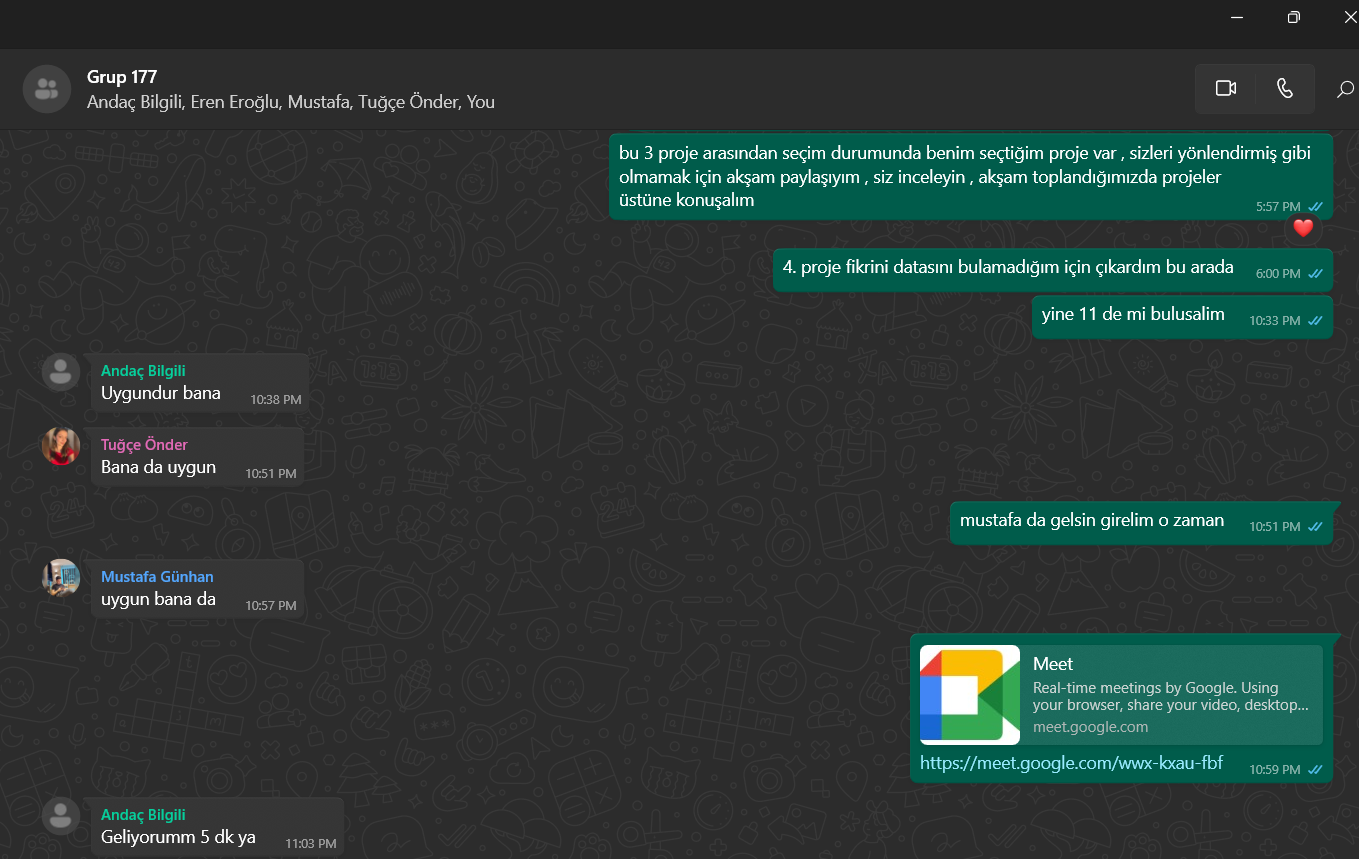 Grup 177
Andaç Bilgili, Eren Eroğlu, Mustafa, Tuğçe Önder, You
bu 3 proje arasından seçim durumunda benim seçtiğim proje var , sizleri yönlendirmiş gibi
olmamak için akşam paylaşıyım , siz inceleyin , akşam toplandığımızda projeler
üstüne konuşalım
5:57 PM
4. proje fikrini datasını bulamadığım için çıkardım bu arada
6:00 PM
yine 11 de mi bulusalim
10:33 PM
Andaç Bilgili
Uygundur bana
10:38 PM
Tuğçe Önder
Bana da uygun
10:51 PM
mustafa da gelsin girelim o zaman
10:51 PM
Mustafa Günhan
uygun bana da
10:57 PM
Meet
Real-time meetings by Google. Using
your browser, share your video, desktop...
meet.google.com
https://meet.google.com/wwx-kxau-fbf
10:59 PM
Andaç Bilgili
Geliyorumm 5 dk ya
11:03 PM